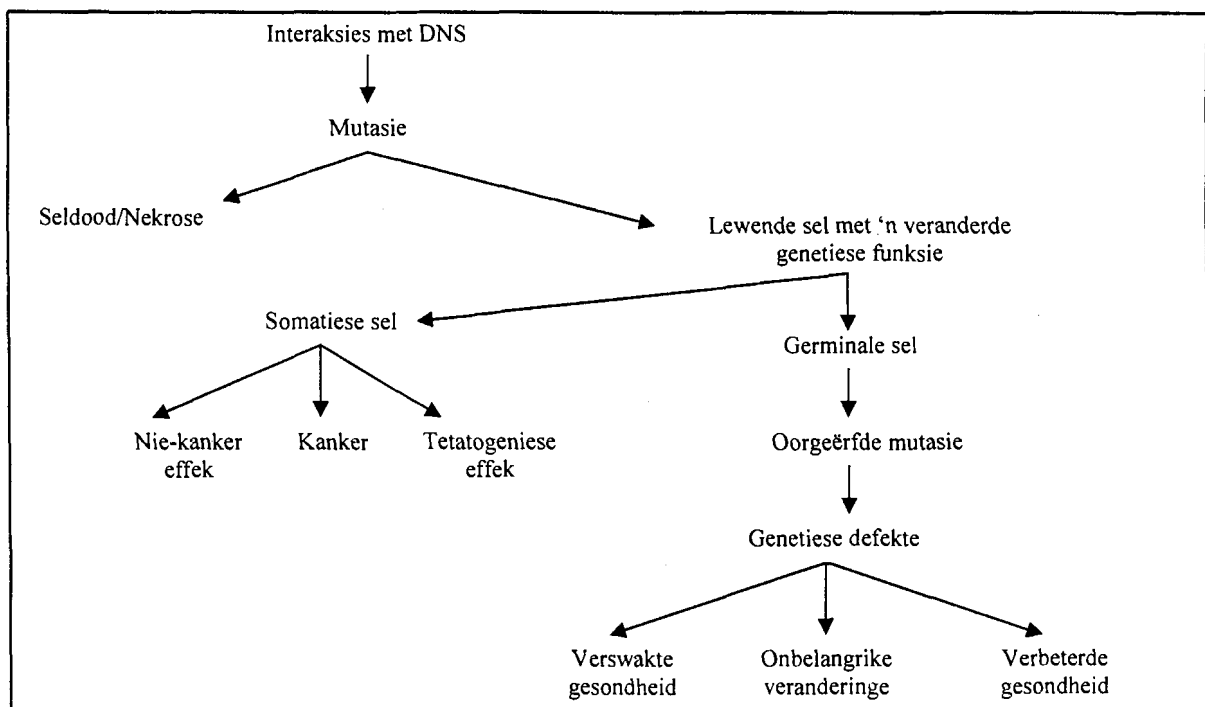 Interaksies met DNS
Mutasie
Seldood/Nekrose
Lewende sel met 'n veranderde
genetiese funksie
Somatiese sel
Germinale sel
Nie-kanker
effek
Kanker
Tetatogeniese
effek
Oorgeërfde mutasie
Genetiese defekte
Verswakte
gesondheid
Onbelangrike
veranderinge
Verbeterde
gesondheid